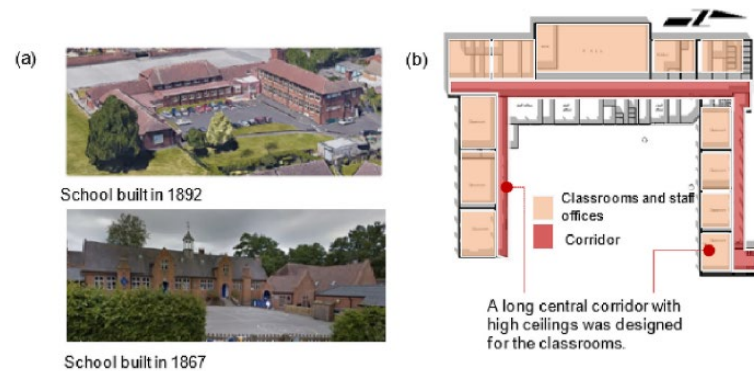 (a)
School built in 1892
School built in 1867
(b)
HALL
Classrooms and staff
offices
Corridor
A long central corridor with
high ceilings was designed
for the classrooms.